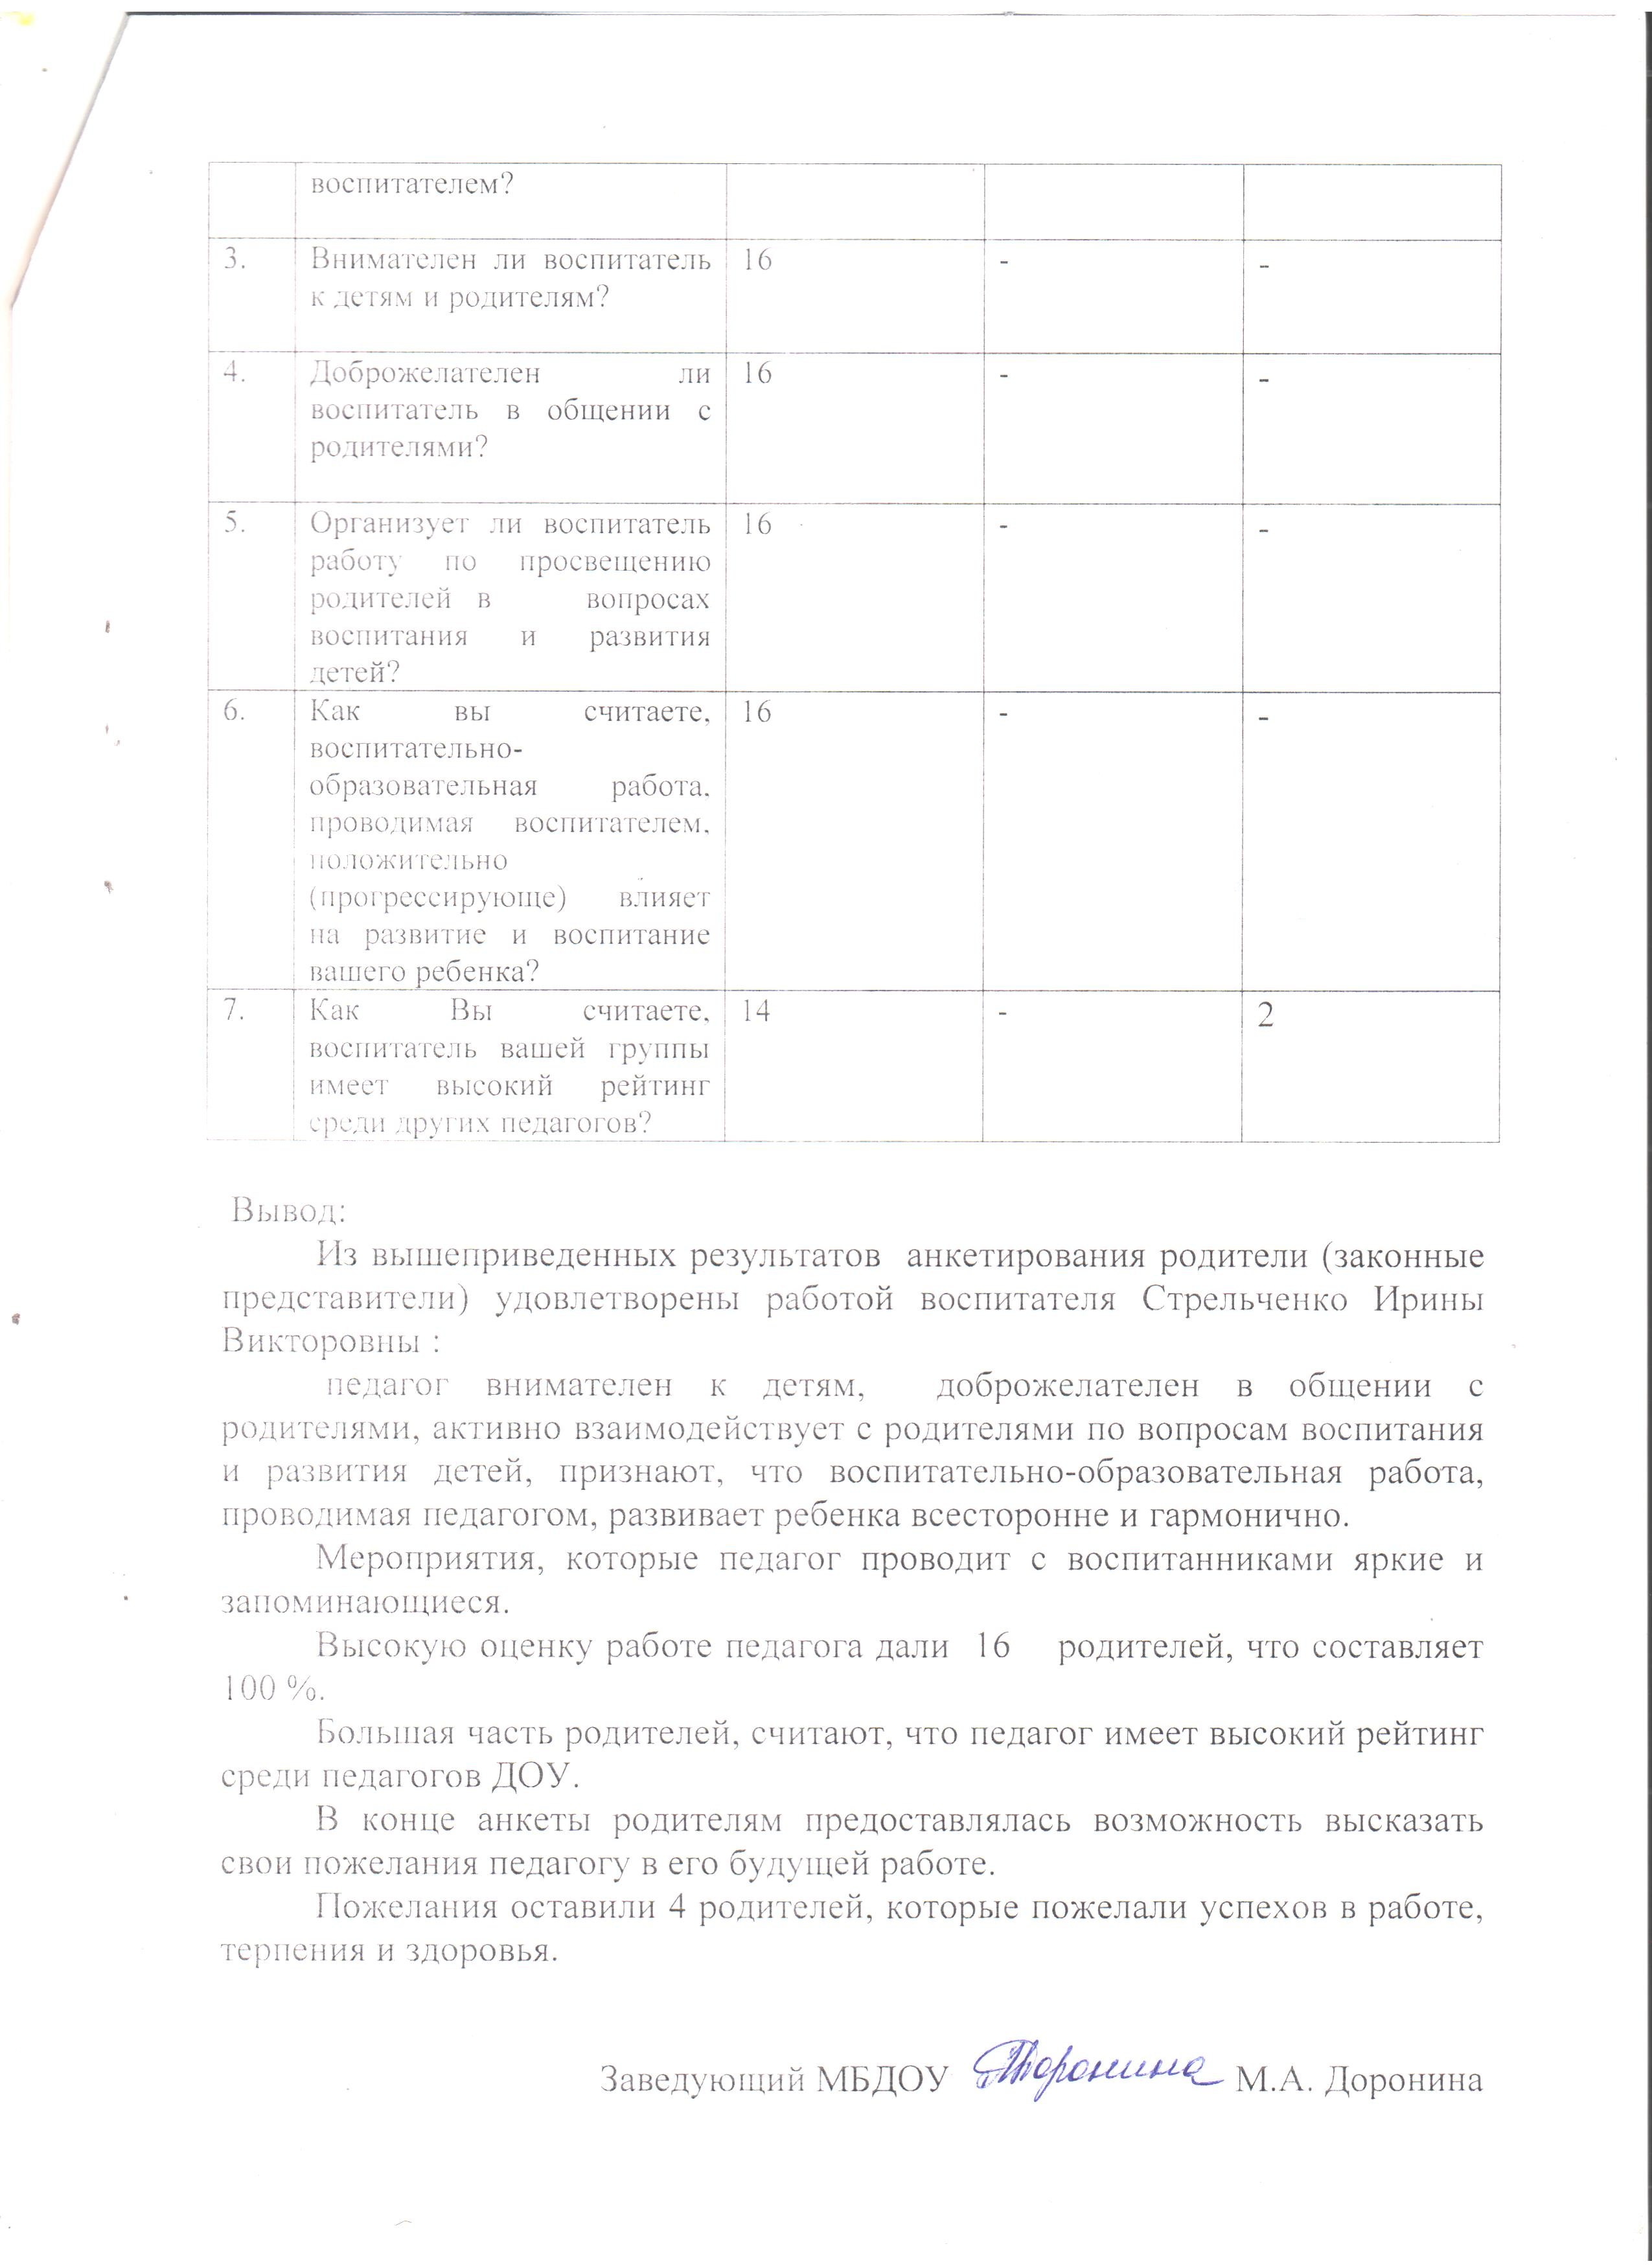 воспитателем?
3. Внимателен ли воспитатель 16 - -
к детям и родителям?
4. Доброжелателен ли 16 - -
воспитатель в общении с
родителями?
5. Организует ли воспитатель 16 - -
работу по просвещению
родителей в вопросах
воспитания и развития
детей?
6. Как вы считаете, 16 - -
воспитательно-
образовательная работа,
проводимая воспитателем,
положительно
(прогрессирующе) влияет
на развитие и воспитание
вашего ребенка?
7. Как Вы считаете, 14 - 2
воспитатель вашей группы
имеет высокий рейтинг
среди других педагогов?
Вывод:
Из вышеприведенных результатов анкетирования родители (законные
представители) удовлетворены работой воспитателя Стрельченко Ирины
Викторовны :
педагог внимателен к детям, доброжелателен в общении с
родителями, активно взаимодействует с родителями по вопросам воспитания
и развития детей, признают, что воспитательно-образовательная работа,
проводимая педагогом, развивает ребенка всесторонне и гармонично.
Мероприятия, которые педагог проводит с воспитанниками яркие и
запоминающиеся.
Высокую оценку работе педагога дали 16 родителей, что составляет
100 %.
Большая часть родителей, считают, что педагог имеет высокий рейтинг
среди педагогов ДОУ.
В конце анкеты родителям предоставлялась возможность высказать
свои пожелания педагогу в его будущей работе.
Пожелания оставили 4 родителей, которые пожелали успехов в работе,
терпения и здоровья.
Заведующий МБДОУ Доронина М.А. Доронина